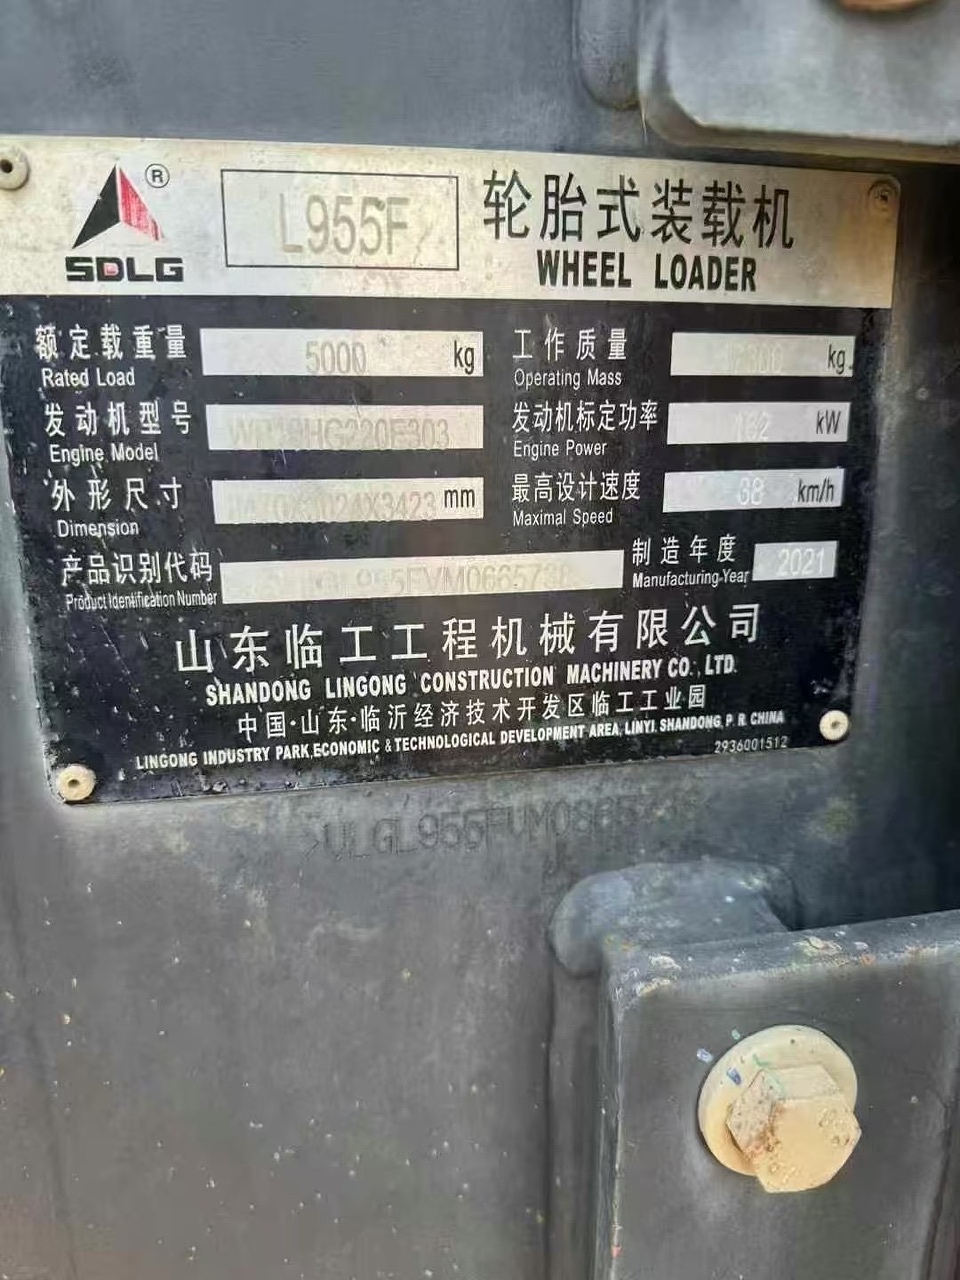 ®
SDLG
L955F
轮胎式装载机
WHEEL LOADER
额定载重量 5000 kg
Rated Load
工作质量 kg
Operating Mass
发动机型号
Engine Model
发动机标定功率 162 kW
Engine Power
外形尺寸 mm
Dimension
最高设计速度 38 km/h
Maximal Speed
产品识别代码
Product Identification Number
制造年度 2021
Manufacturing Year
山东临工工程机械有限公司
SHANDONG LINGONG CONSTRUCTION MACHINERY CO., LTD.
中国·山东·临沂经济技术开发区临工工业园
LINGONG INDUSTRY PARK,ECONOMIC & TECHNOLOGICAL DEVELOPMENT AREA, LINYI, SHANDONG, P. R. CHINA
2936001512